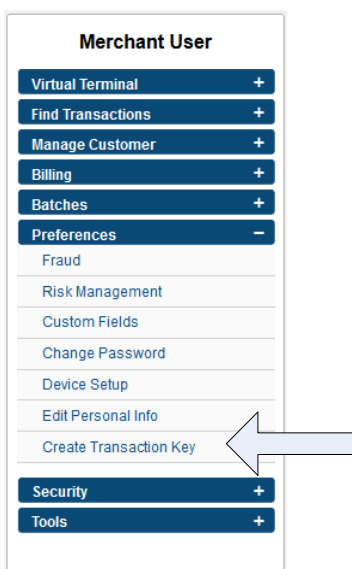 Merchant User
Virtual Terminal +
Find Transactions +
Manage Customer +
Billing +
Batches +
Preferences −
Fraud
Risk Management
Custom Fields
Change Password
Device Setup
Edit Personal Info
Create Transaction Key
Security +
Tools +